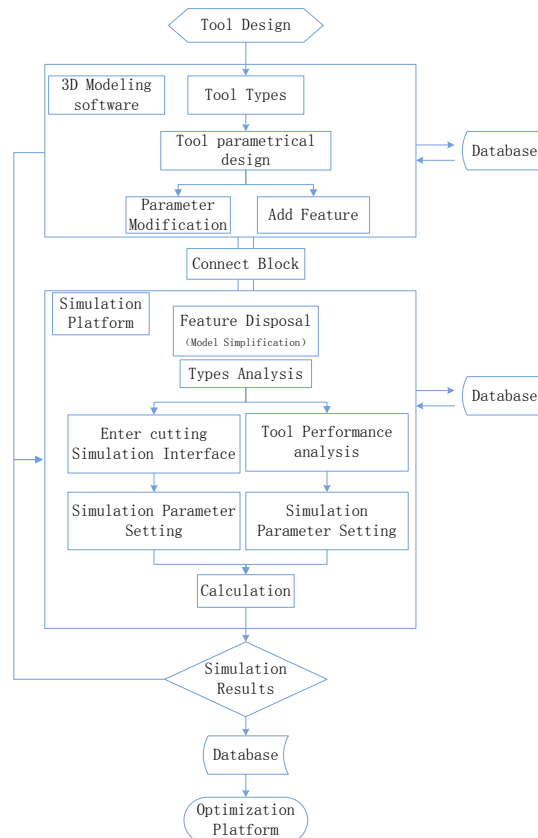 Tool Design
3D Modeling
software
Tool Types
Tool parametrical
design
Database
Parameter
Modification
Add Feature
Connect Block
Simulation
Platform
Feature Disposal
(Model Simplification)
Types Analysis
Database
Enter cutting
Simulation Interface
Tool Performance
analysis
Simulation Parameter
Setting
Simulation
Parameter Setting
Calculation
Simulation
Results
Database
Optimization
Platform